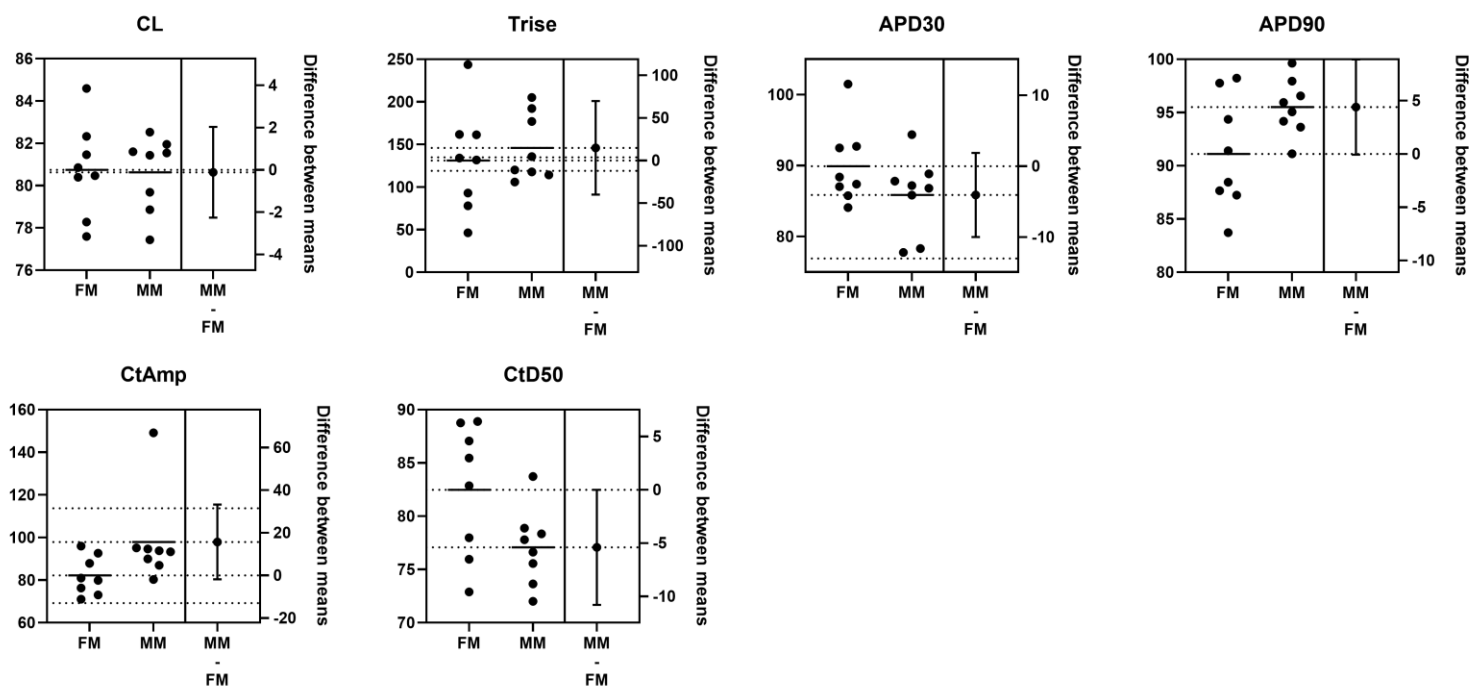 CL
86
84
82
80
78
76
4
2
0
-2
-4
Difference between means
FM
MM
MM
-
FM
Trise
250
200
150
100
50
0
100
50
0
-50
-100
Difference between means
FM
MM
MM
-
FM
APD30
100
90
80
10
0
-10
Difference between means
FM
MM
MM
-
FM
APD90
100
95
90
85
80
5
0
-5
-10
Difference between means
FM
MM
MM
-
FM
CtAmp
160
140
120
100
80
60
60
40
20
0
-20
Difference between means
FM
MM
MM
-
FM
CtD50
90
85
80
75
70
5
0
-5
-10
Difference between means
FM
MM
MM
-
FM